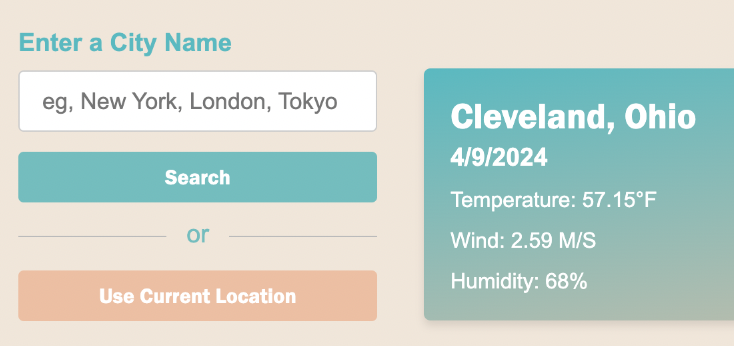 Enter a City Name
eg, New York, London, Tokyo
Search
or
Use Current Location
Cleveland, Ohio
4/9/2024
Temperature: 57.15°F
Wind: 2.59 M/S
Humidity: 68%